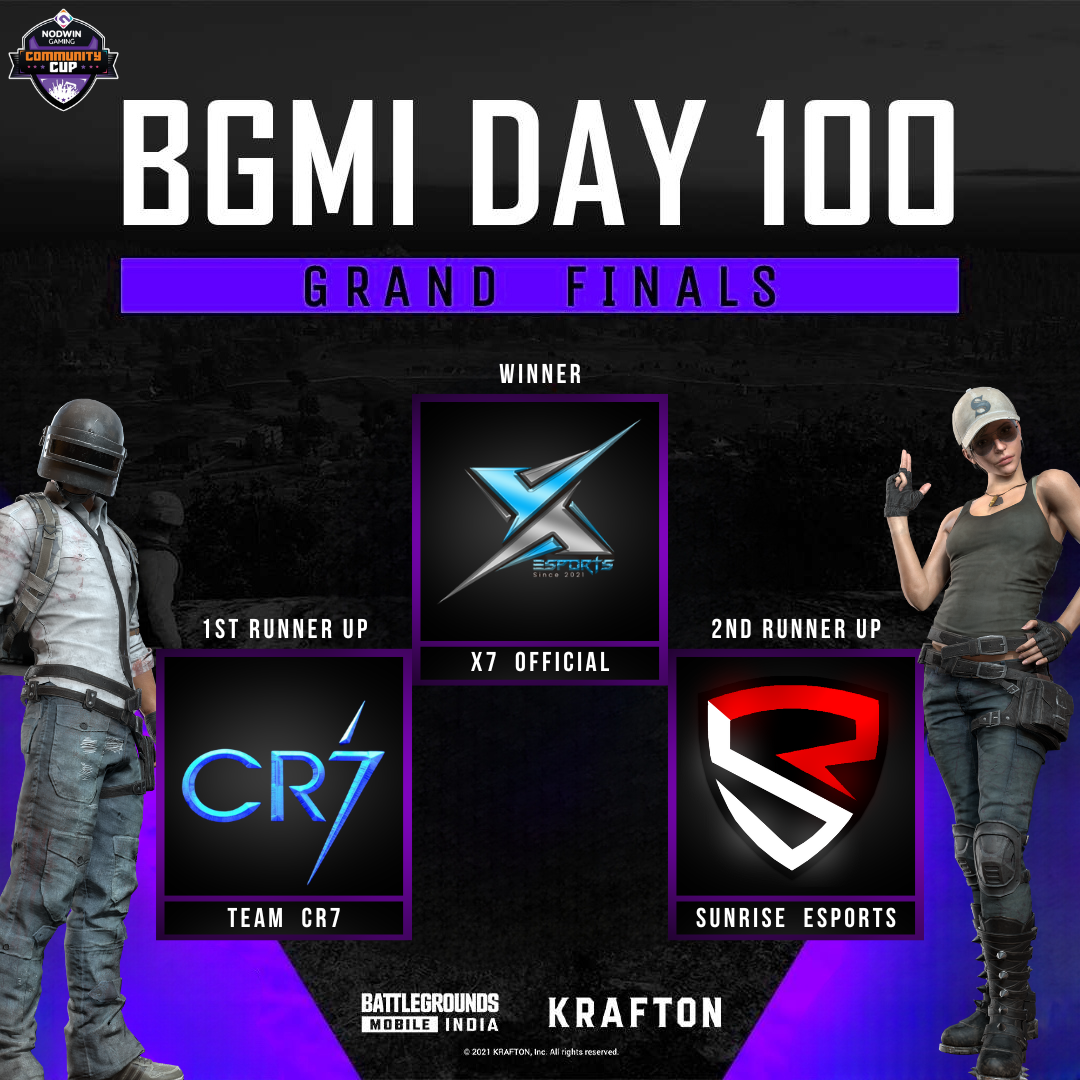 NODWIN
GAMING
COMMUNITY
CUP
BGMI DAY 100
GRAND FINALS
WINNER
ESPORTS
Since 2021
X7 OFFICIAL
1ST RUNNER UP
CR7
TEAM CR7
2ND RUNNER UP
SUNRISE ESPORTS
BATTLEGROUNDS
MOBILE INDIA
KRAFTON
© 2021 KRAFTON, Inc. All rights reserved.